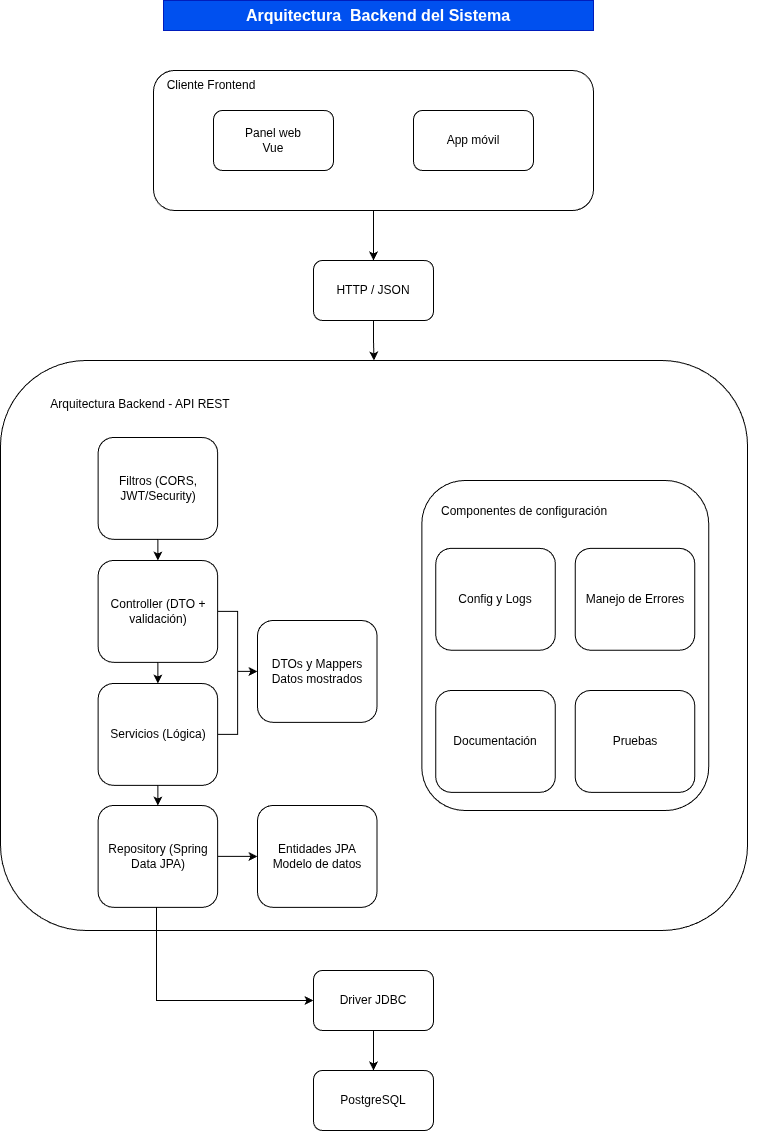 Arquitectura  Backend del Sistema
Cliente Frontend
Panel web
Vue
App móvil
HTTP / JSON
Arquitectura Backend - API REST
Filtros (CORS,
JWT/Security)
Controller (DTO +
validación)
DTOs y Mappers
Datos mostrados
Servicios (Lógica)
Repository (Spring
Data JPA)
Entidades JPA
Modelo de datos
Componentes de configuración
Config y Logs
Manejo de Errores
Documentación
Pruebas
Driver JDBC
PostgreSQL